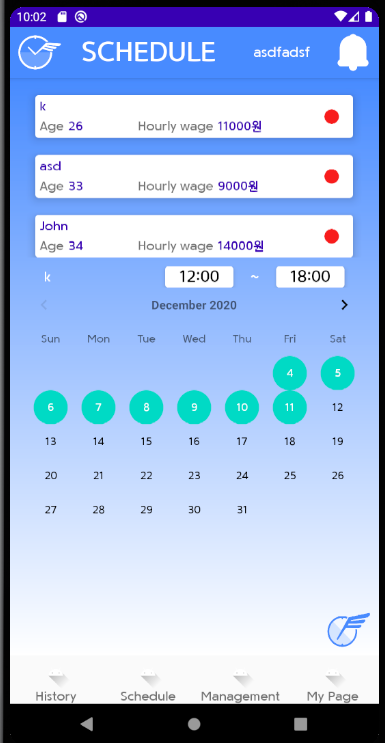 10:02
SCHEDULE asdfadsf
k
Age 26 Hourly wage 11000원
asd
Age 33 Hourly wage 9000원
John
Age 34 Hourly wage 14000원
k 12:00 ~ 18:00
December 2020
Sun Mon Tue Wed Thu Fri Sat
4 5
6 7 8 9 10 11 12
13 14 15 16 17 18 19
20 21 22 23 24 25 26
27 28 29 30 31
History Schedule Management My Page